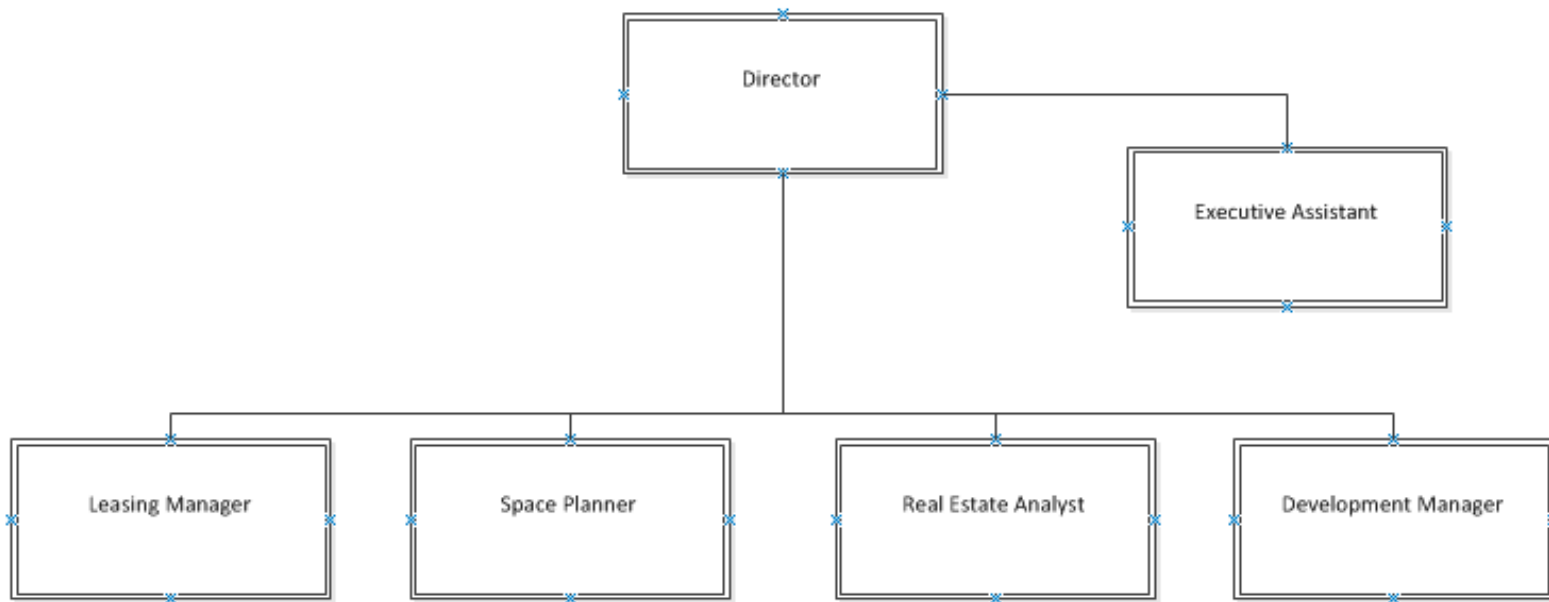 Director
Executive Assistant
Leasing Manager
Space Planner
Real Estate Analyst
Development Manager